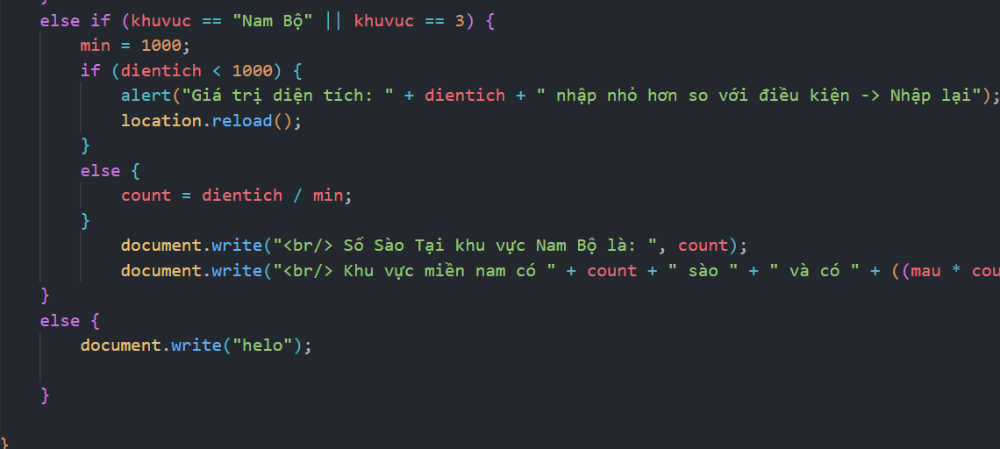 }
else if (khuvuc == "Nam Bộ" || khuvuc == 3) {
min = 1000;
if (dientich < 1000) {
alert("Giá trị diện tích: " + dientich + " nhập nhỏ hơn so với điều kiện -> Nhập lại");
location.reload();
}
else {
count = dientich / min;
}
document.write("<br/> Số Sào Tại khu vực Nam Bộ là: ", count);
document.write("<br/> Khu vực miền nam có " + count + " sào " + " và có " + ((mau * cou
}
else {
document.write("helo");
}
}